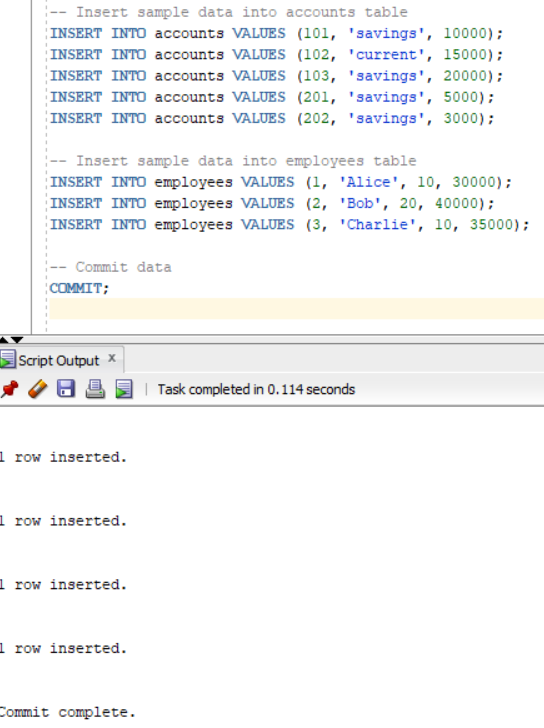 -- Insert sample data into accounts table
INSERT INTO accounts VALUES (101, 'savings', 10000);
INSERT INTO accounts VALUES (102, 'current', 15000);
INSERT INTO accounts VALUES (103, 'savings', 20000);
INSERT INTO accounts VALUES (201, 'savings', 5000);
INSERT INTO accounts VALUES (202, 'savings', 3000);
-- Insert sample data into employees table
INSERT INTO employees VALUES (1, 'Alice', 10, 30000);
INSERT INTO employees VALUES (2, 'Bob', 20, 40000);
INSERT INTO employees VALUES (3, 'Charlie', 10, 35000);
-- Commit data
COMMIT;
Script Output x
Task completed in 0.114 seconds
1 row inserted.
1 row inserted.
1 row inserted.
1 row inserted.
Commit complete.